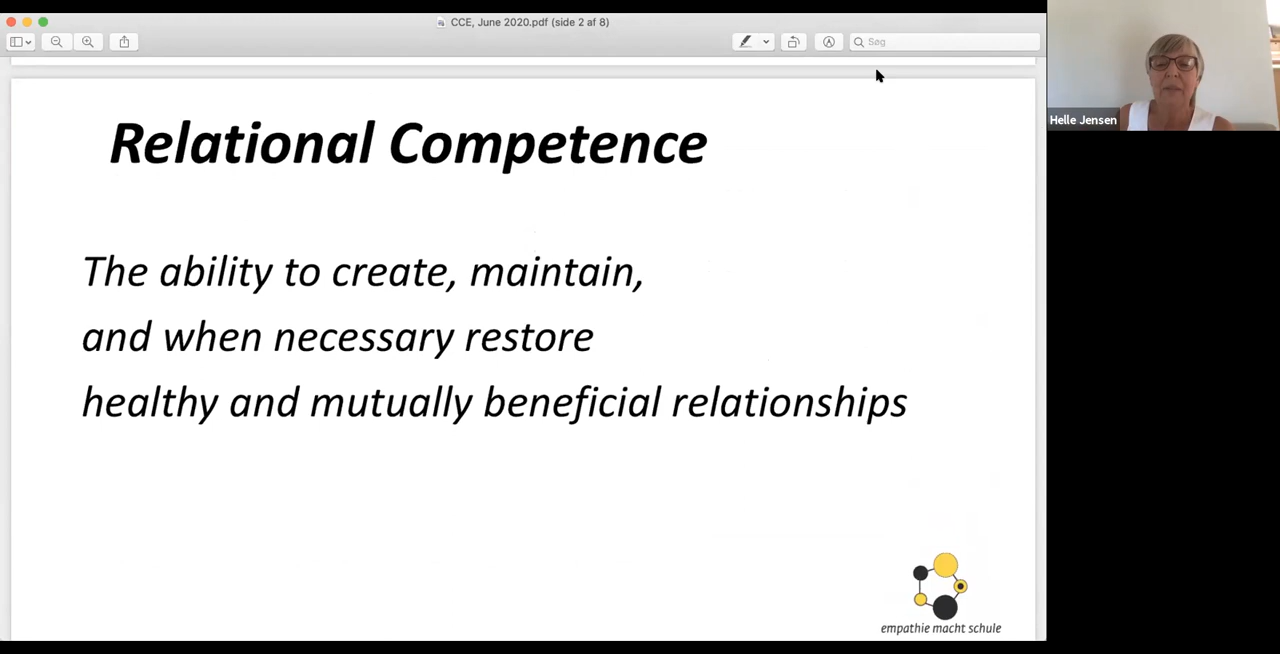 CCE, June 2020.pdf (side 2 af 8)
Søg
Helle Jensen
Relational Competence
The ability to create, maintain,
and when necessary restore
healthy and mutually beneficial relationships
empathie macht schule